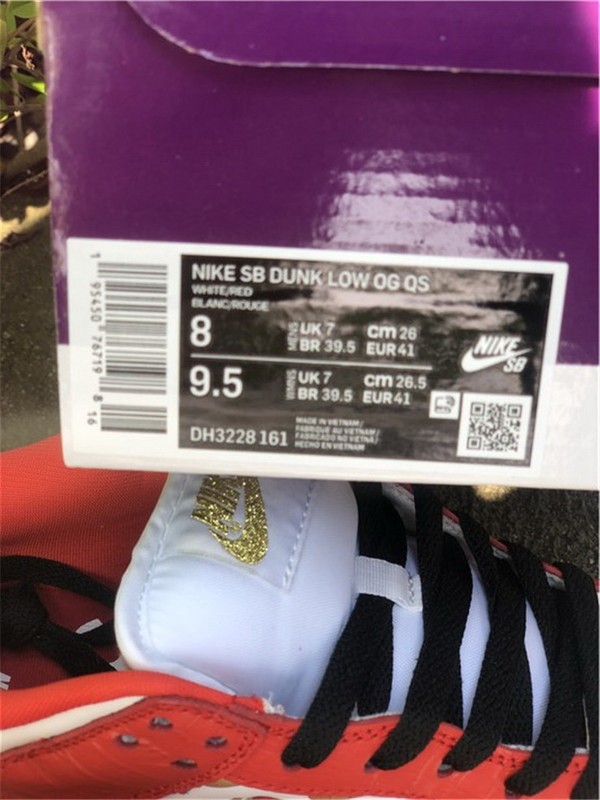 NIKE SB DUNK LOW OG QS
WHITE/RED
BLANC/ROUGE
8
MENS
UK 7
cm 26
BR 39.5
EUR 41
9.5
WMNS
UK 7
cm 26.5
BR 39.5
EUR 41
DH3228 161
MADE IN VIETNAM/
FABRIQUÉ AU VIETNAM/
FABRICADO NO VIETNÃ/
HECHO EN VIETNAM
NIKE
SB
1 95450 76719 8 16
NIKE